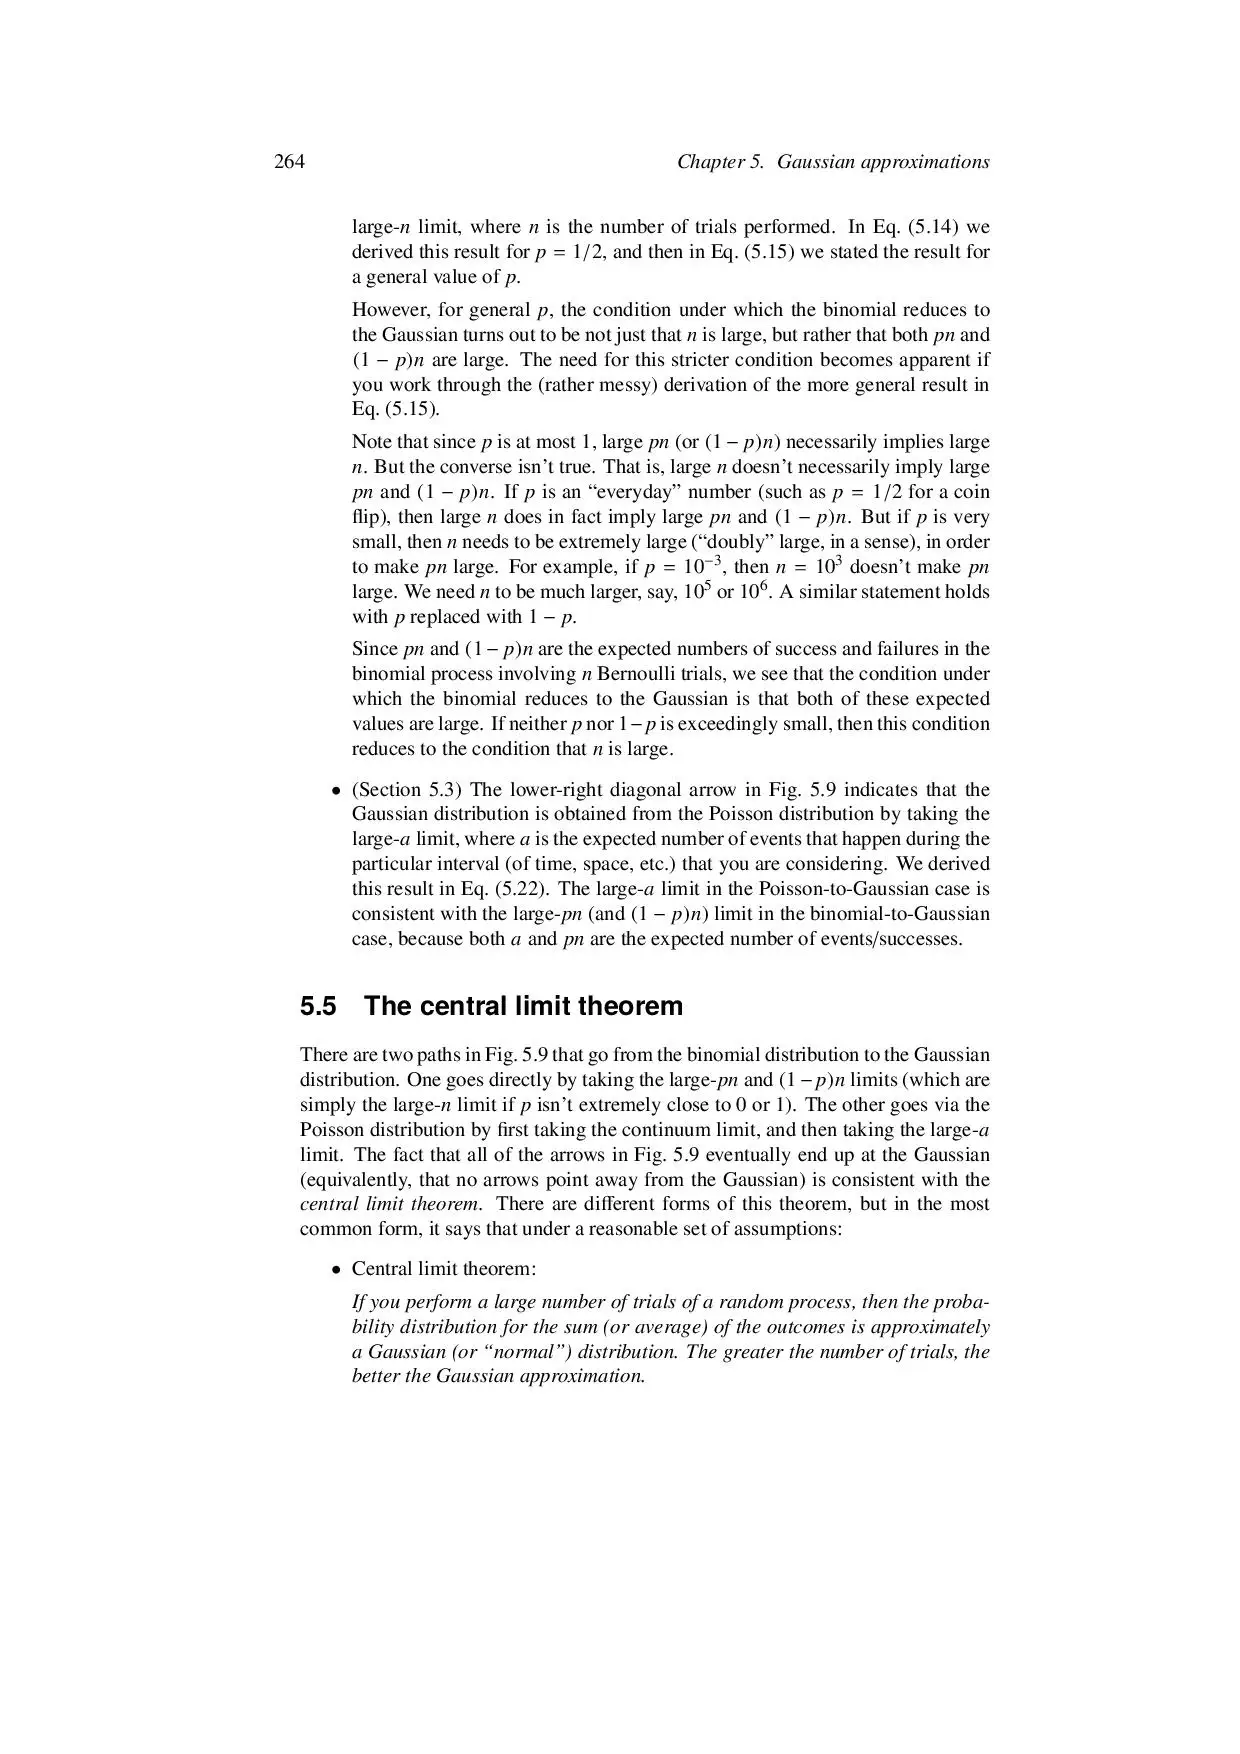 264 Chapter 5. Gaussian approximations
large-n limit, where n is the number of trials performed. In Eq. (5.14) we
derived this result for p = 1/2, and then in Eq. (5.15) we stated the result for
a general value of p.
However, for general p, the condition under which the binomial reduces to
the Gaussian turns out to be not just that n is large, but rather that both pn and
(1 − p)n are large. The need for this stricter condition becomes apparent if
you work through the (rather messy) derivation of the more general result in
Eq. (5.15).
Note that since p is at most 1, large pn (or (1 − p)n) necessarily implies large
n. But the converse isn’t true. That is, large n doesn’t necessarily imply large
pn and (1 − p)n. If p is an “everyday” number (such as p = 1/2 for a coin
flip), then large n does in fact imply large pn and (1 − p)n. But if p is very
small, then n needs to be extremely large (“doubly” large, in a sense), in order
to make pn large. For example, if p = 10⁻³, then n = 10³ doesn’t make pn
large. We need n to be much larger, say, 10⁵ or 10⁶. A similar statement holds
with p replaced with 1 − p.
Since pn and (1 − p)n are the expected numbers of success and failures in the
binomial process involving n Bernoulli trials, we see that the condition under
which the binomial reduces to the Gaussian is that both of these expected
values are large. If neither p nor 1 − p is exceedingly small, then this condition
reduces to the condition that n is large.
• (Section 5.3) The lower-right diagonal arrow in Fig. 5.9 indicates that the
Gaussian distribution is obtained from the Poisson distribution by taking the
large-a limit, where a is the expected number of events that happen during the
particular interval (of time, space, etc.) that you are considering. We derived
this result in Eq. (5.22). The large-a limit in the Poisson-to-Gaussian case is
consistent with the large-pn (and (1 − p)n) limit in the binomial-to-Gaussian
case, because both a and pn are the expected number of events/successes.
5.5 The central limit theorem
There are two paths in Fig. 5.9 that go from the binomial distribution to the Gaussian
distribution. One goes directly by taking the large-pn and (1 − p)n limits (which are
simply the large-n limit if p isn’t extremely close to 0 or 1). The other goes via the
Poisson distribution by first taking the continuum limit, and then taking the large-a
limit. The fact that all of the arrows in Fig. 5.9 eventually end up at the Gaussian
(equivalently, that no arrows point away from the Gaussian) is consistent with the
central limit theorem. There are different forms of this theorem, but in the most
common form, it says that under a reasonable set of assumptions:
• Central limit theorem:
If you perform a large number of trials of a random process, then the proba-
bility distribution for the sum (or average) of the outcomes is approximately
a Gaussian (or “normal”) distribution. The greater the number of trials, the
better the Gaussian approximation.